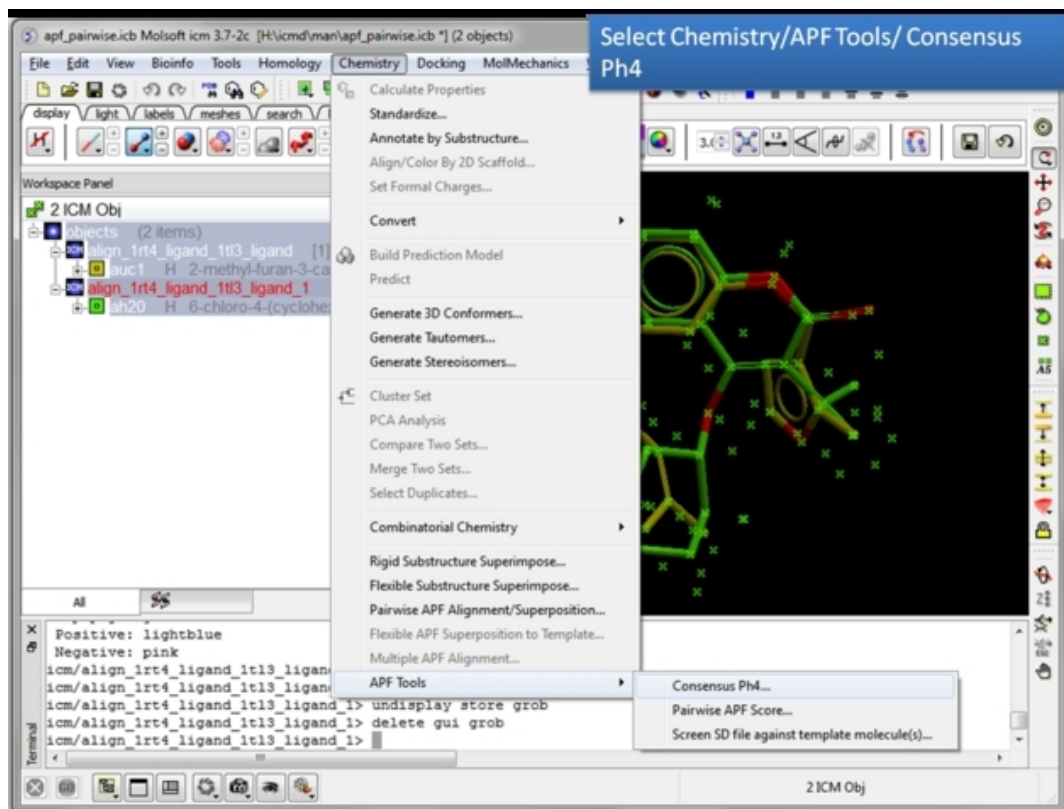 apf_pairwise.icb Molsoft icm 3.7-2c [H:\icmd\man\apf_pairwise.icb *] (2 objects)
Select Chemistry/APF Tools/ Consensus
Ph4
File Edit View Bioinfo Tools Homology Chemistry Docking MolMechanics
display light labels meshes search
Workspace Panel
2 ICM Obj
objects (2 items)
align_1rt4_ligand_1tl3_ligand [1]
auc1 H 2-methyl-furan-3-ca
align_1rt4_ligand_1tl3_ligand_1
ah20 H 6-chloro-4-(cyclohe
All
Calculate Properties
Standardize...
Annotate by Substructure...
Align/Color By 2D Scaffold...
Set Formal Charges...
Convert
Build Prediction Model
Predict
Generate 3D Conformers...
Generate Tautomers...
Generate Stereoisomers...
Cluster Set
PCA Analysis
Compare Two Sets...
Merge Two Sets...
Select Duplicates...
Combinatorial Chemistry
Rigid Substructure Superimpose...
Flexible Substructure Superimpose...
Pairwise APF Alignment/Superposition...
Flexible APF Superposition to Template...
Multiple APF Alignment...
APF Tools
Consensus Ph4...
Pairwise APF Score...
Screen SD file against template molecule(s)...
Positive: lightblue
Negative: pink
icm/align_1rt4_ligand_1tl3_ligand
icm/align_1rt4_ligand_1tl3_ligand_1> undisplay store grob
icm/align_1rt4_ligand_1tl3_ligand_1> delete gui grob
icm/align_1rt4_ligand_1tl3_ligand_1>
Terminal
2 ICM Obj